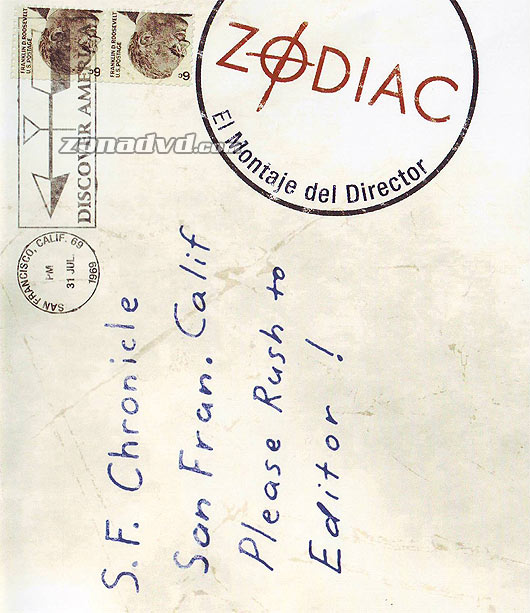 FRANKLIN D. ROOSEVELT
U.S. POSTAGE
6¢
FRANKLIN D. ROOSEVELT
U.S. POSTAGE
6¢
DISCOVER AMERICA
zonadvd.com
SAN FRANCISCO, CALIF. 69
PM
31 JUL
1969
ZODIAC
El Montaje del Director
S.F. Chronicle
San Fran. Calif
Please Rush to
Editor !